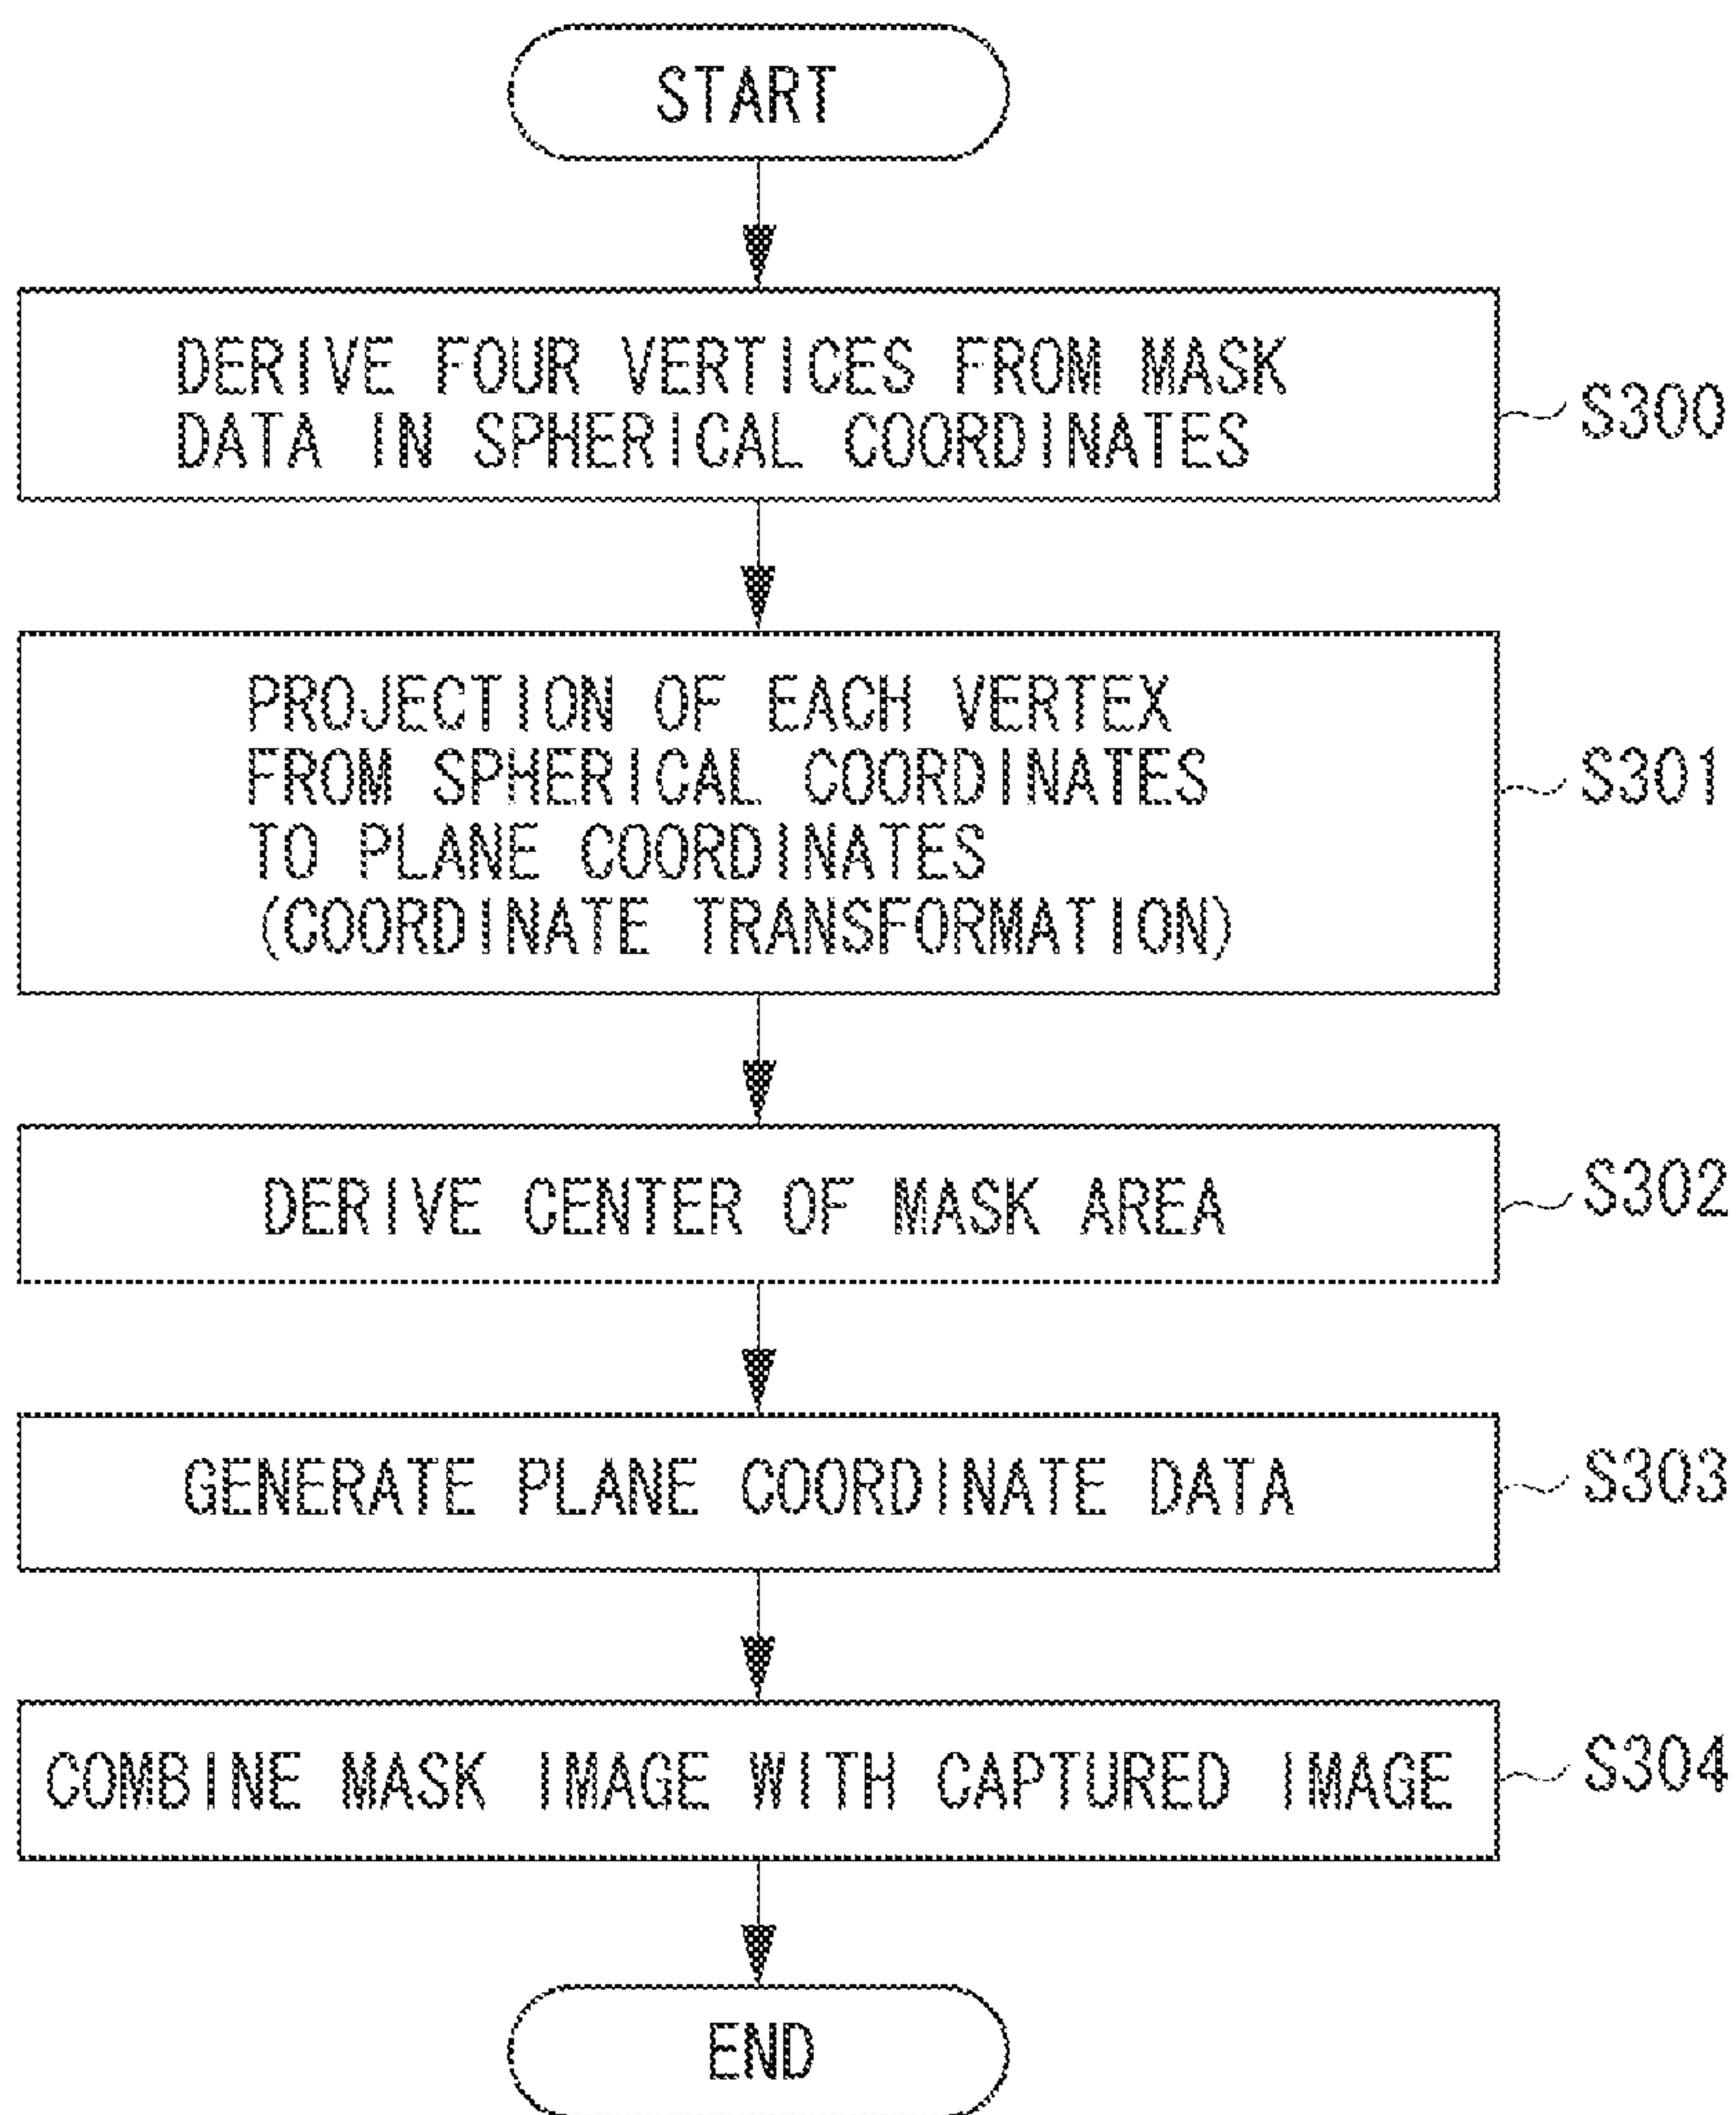 START
DERIVE FOUR VERTICES FROM MASK
DATA IN SPHERICAL COORDINATES
S300
PROJECTION OF EACH VERTEX
FROM SPHERICAL COORDINATES
TO PLANE COORDINATES
(COORDINATE TRANSFORMATION)
S301
DERIVE CENTER OF MASK AREA
S302
GENERATE PLANE COORDINATE DATA
S303
COMBINE MASK IMAGE WITH CAPTURED IMAGE
S304
END